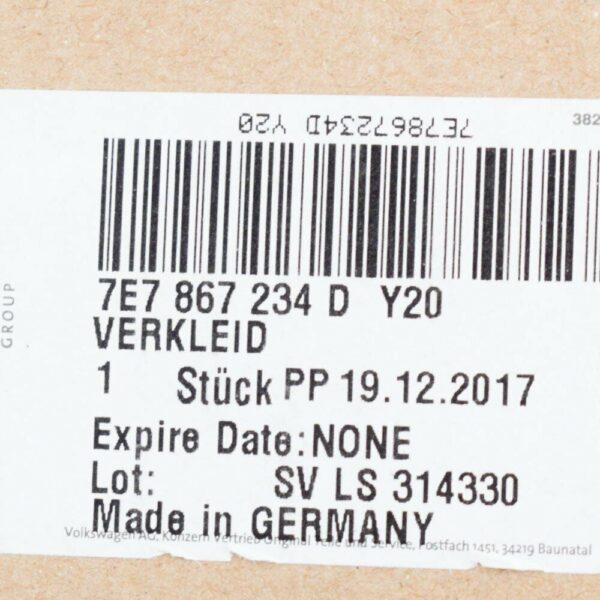 7E7867234D Y20
382
7E7 867 234 D Y20
VERKLEID
1 Stück PP 19.12.2017
Expire Date:NONE
Lot: SV LS 314330
Made in GERMANY
Volkswagen AG, Konzern Vertrieb Original Teile und Service, Postfach 1451, 34219 Baunatal
GROUP